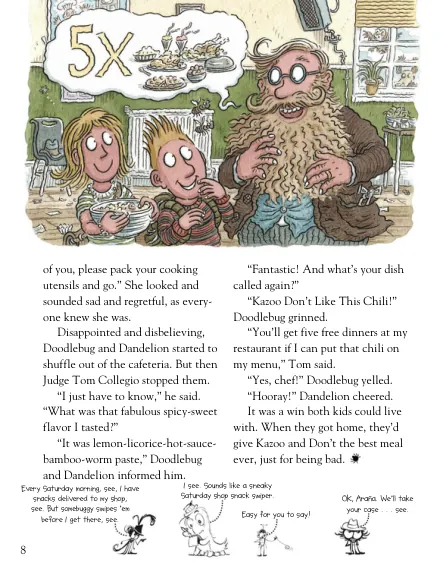 5X
of you, please pack your cooking
utensils and go.” She looked and
sounded sad and regretful, as every-
one knew she was.
Disappointed and disbelieving,
Doodlebug and Dandelion started to
shuffle out of the cafeteria. But then
Judge Tom Collegio stopped them.
“I just have to know,” he said.
“What was that fabulous spicy-sweet
flavor I tasted?”
“It was lemon-licorice-hot-sauce-
bamboo-worm paste,” Doodlebug
and Dandelion informed him.
“Fantastic! And what’s your dish
called again?”
“Kazoo Don’t Like This Chili!”
Doodlebug grinned.
“You’ll get five free dinners at my
restaurant if I can put that chili on
my menu,” Tom said.
“Yes, chef!” Doodlebug yelled.
“Hooray!” Dandelion cheered.
It was a win both kids could live
with. When they got home, they’d
give Kazoo and Don’t the best meal
ever, just for being bad.
Every Saturday morning, see, I have
snacks delivered to my shop,
see. But somebuggy swipes ’em
before I get there, see.
I see. Sounds like a sneaky
Saturday shop snack swiper.
Easy for you to say!
OK, Araña. We’ll take
your case . . . see.
8